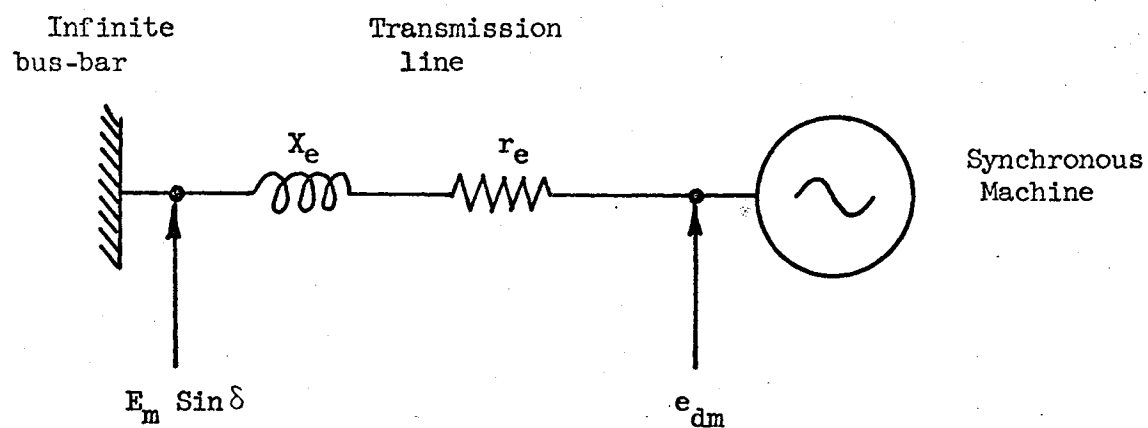 Infinite
bus-bar
Transmission
line
X_e
r_e
Synchronous
Machine
E_m Sin δ
e_dm